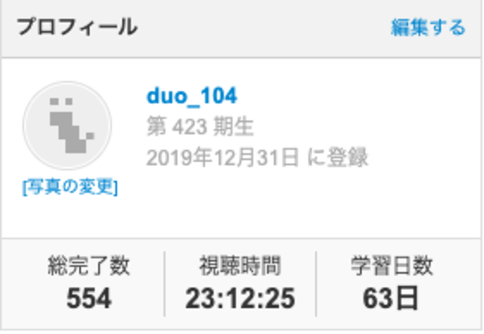 プロフィール 編集する
duo_104
第 423 期生
2019年12月31日 に登録
[写真の変更]
総完了数 視聴時間 学習日数
554 23:12:25 63日